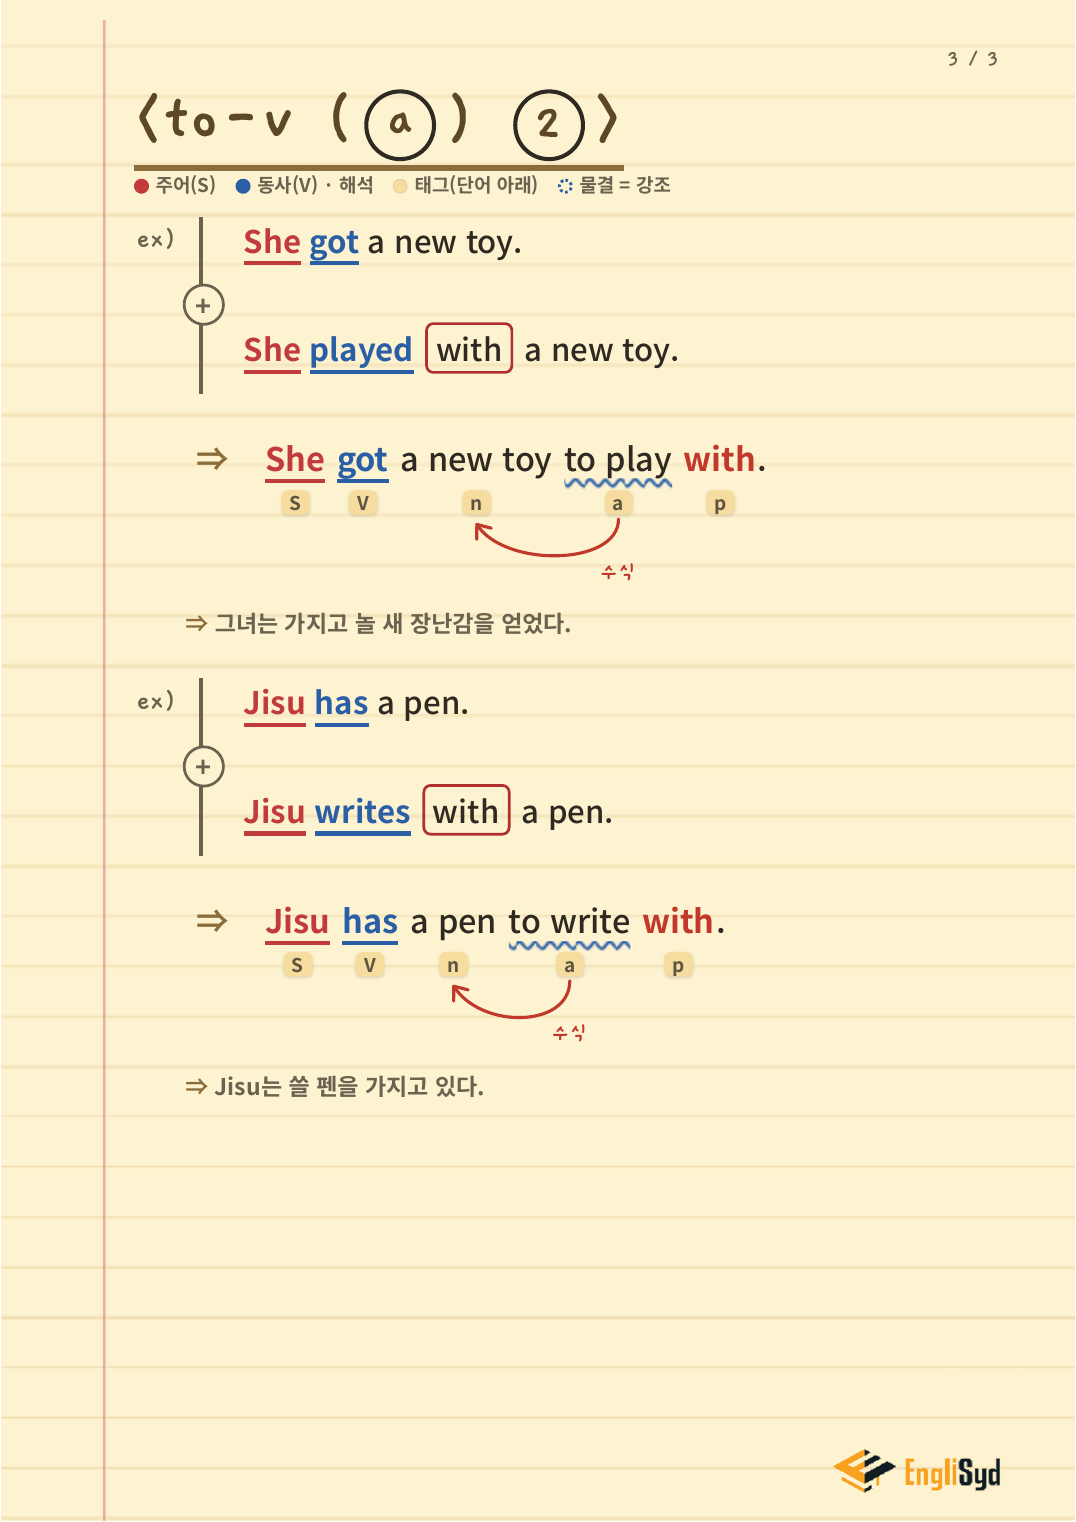 3 / 3
〈to-v (ⓐ) ②〉
주어(S) 동사(V) · 해석 태그(단어 아래) 물결 = 강조
ex) She got a new toy.
+
She played with a new toy.
⇒ She got a new toy to play with.
S V n a p
수식
⇒ 그녀는 가지고 놀 새 장난감을 얻었다.
ex) Jisu has a pen.
+
Jisu writes with a pen.
⇒ Jisu has a pen to write with.
S V n a p
수식
⇒ Jisu는 쓸 펜을 가지고 있다.
EngliSyd